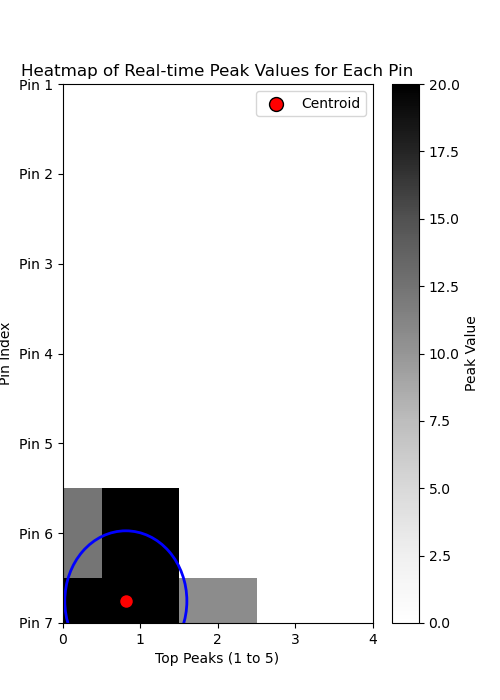 Heatmap of Real-time Peak Values for Each Pin
Centroid
Pin 1
Pin 2
Pin 3
Pin 4
Pin 5
Pin 6
Pin 7
Pin Index
0 1 2 3 4
Top Peaks (1 to 5)
20.0
17.5
15.0
12.5
10.0
7.5
5.0
2.5
0.0
Peak Value